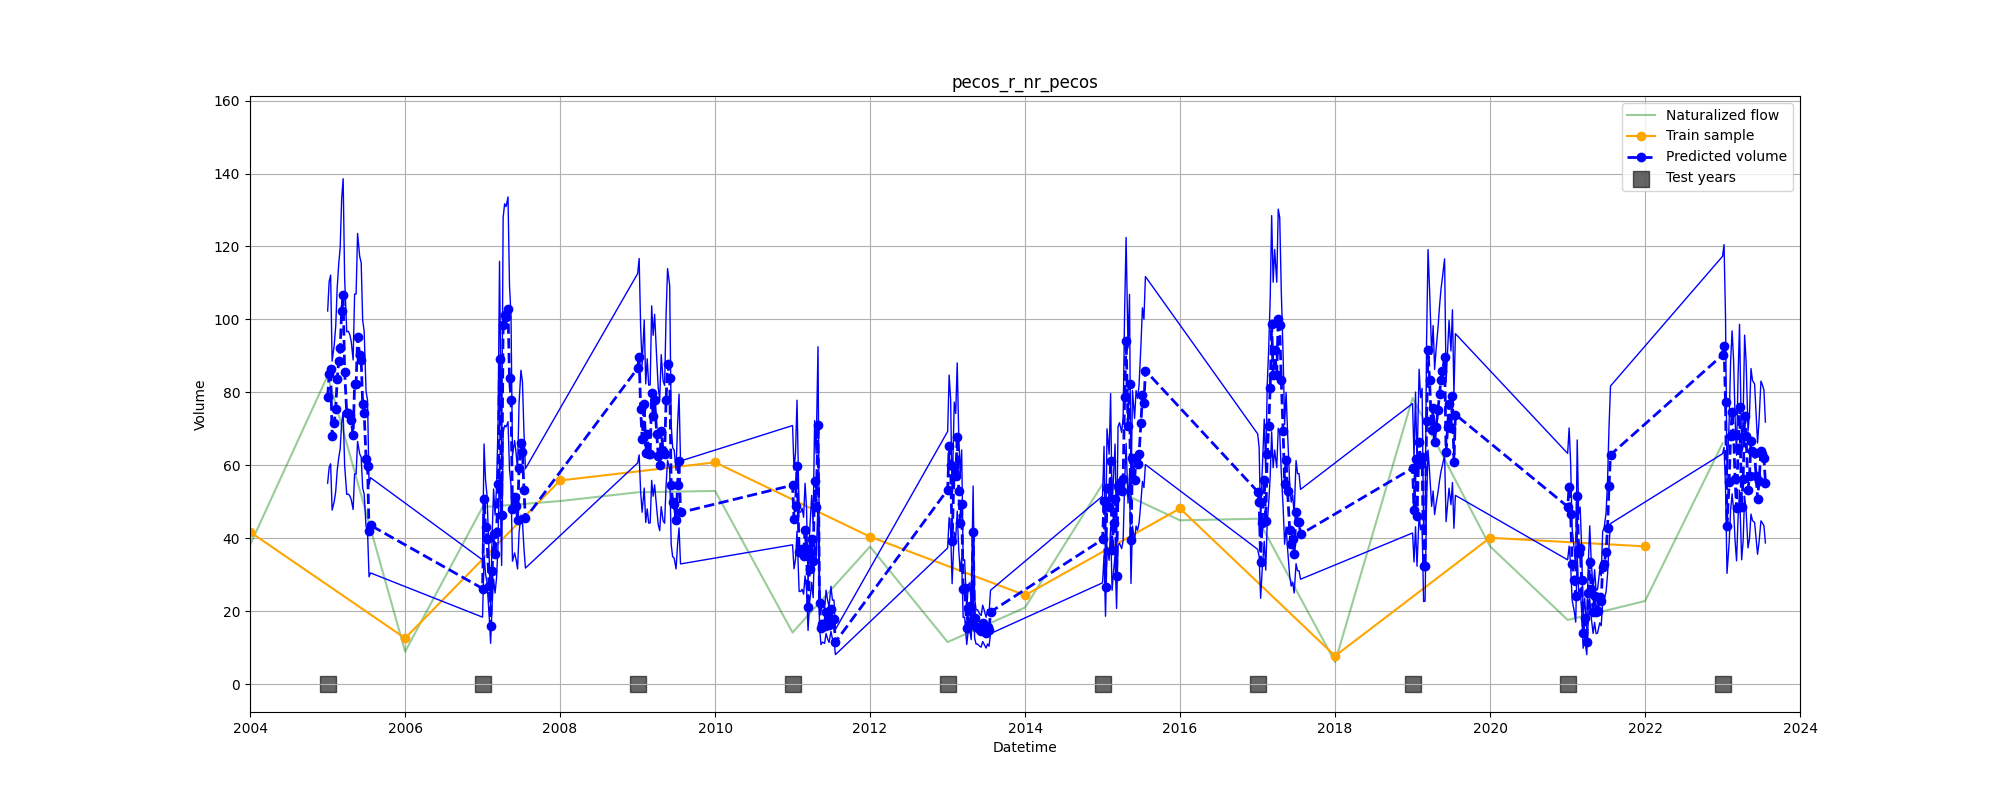 pecos_r_nr_pecos
160
140
120
100
80
60
40
20
0
Volume
Naturalized flow
Train sample
Predicted volume
Test years
2004 2006 2008 2010 2012 2014 2016 2018 2020 2022 2024
Datetime